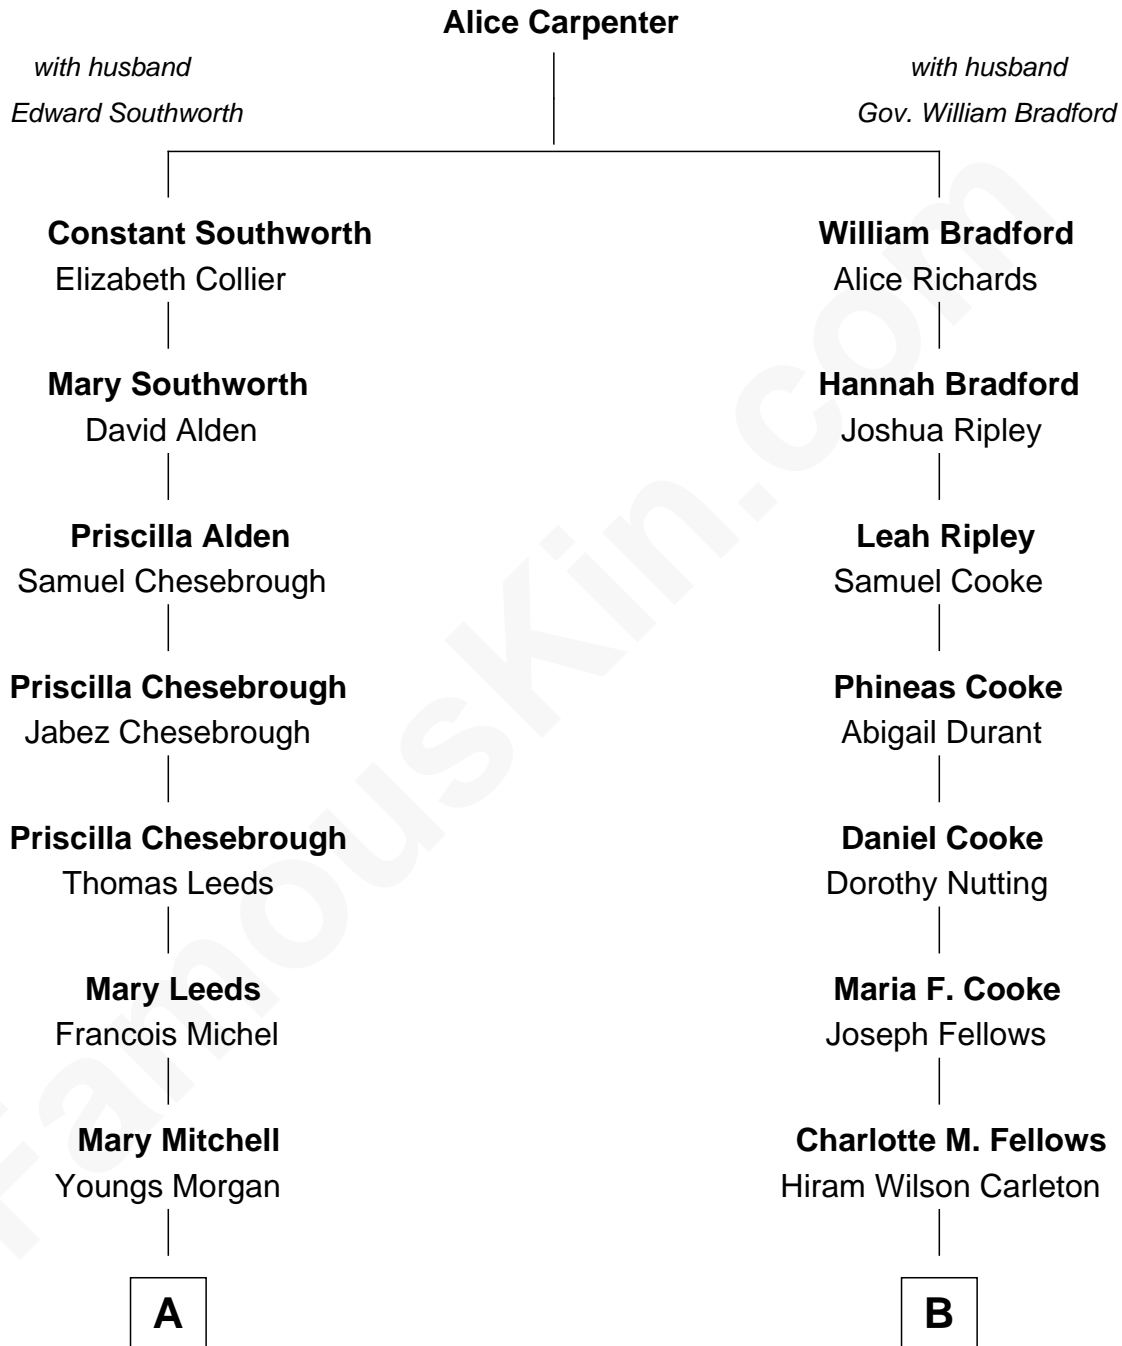 Alice Carpenter
with husband
Edward Southworth
with husband
Gov. William Bradford
Constant Southworth
Elizabeth Collier
William Bradford
Alice Richards
Mary Southworth
David Alden
Hannah Bradford
Joshua Ripley
Priscilla Alden
Samuel Chesebrough
Leah Ripley
Samuel Cooke
Priscilla Chesebrough
Jabez Chesebrough
Phineas Cooke
Abigail Durant
Priscilla Chesebrough
Thomas Leeds
Daniel Cooke
Dorothy Nutting
Mary Leeds
Francois Michel
Maria F. Cooke
Joseph Fellows
Mary Mitchell
Youngs Morgan
Charlotte M. Fellows
Hiram Wilson Carleton
A
B
FamousKin.com